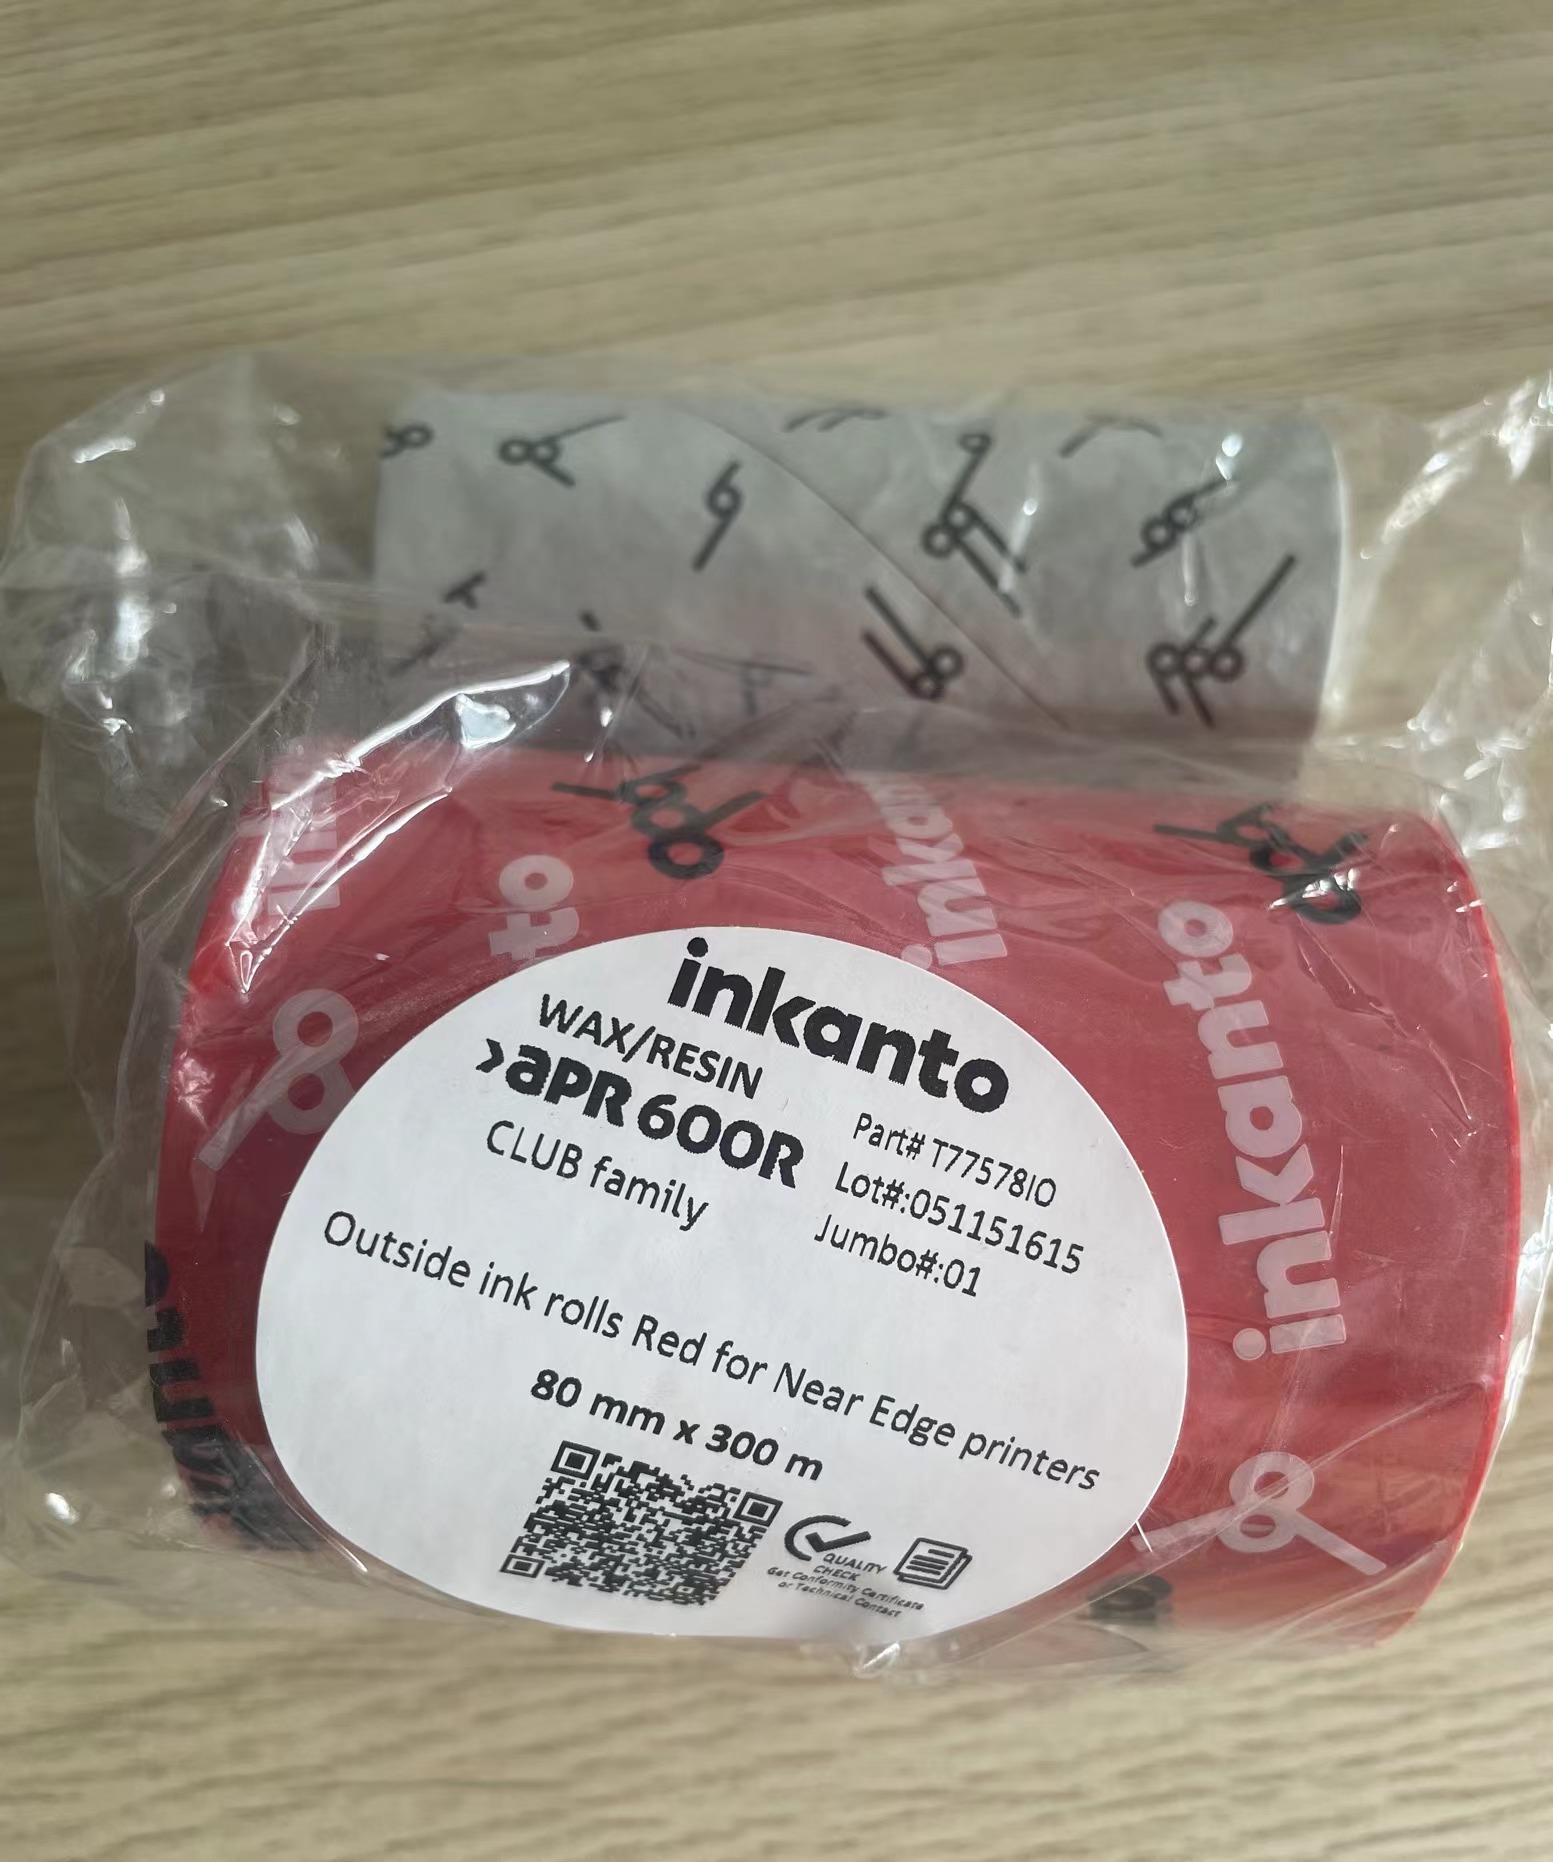 inkanto
WAX/RESIN
aPR 600R
CLUB family
Part# T77578IO
Lot#:051151615
Jumbo#:01
Outside ink rolls Red for Near Edge printers
80 mm x 300 m
QUALITY
CHECK
Get Conformity Certificate
or Technical Contact
inkanto
inkanto
to